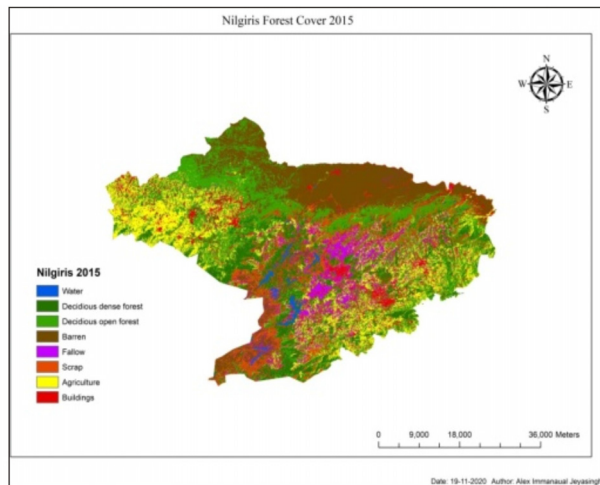 Nilgiris Forest Cover 2015
N
W E
S
Nilgiris 2015
Water
Decidious dense forest
Decidious open forest
Barren
Fallow
Scrap
Agriculture
Buildings
0 9,000 18,000 36,000 Meters
Date: 19-11-2020 Author: Alex Immanaual Jeyasingh